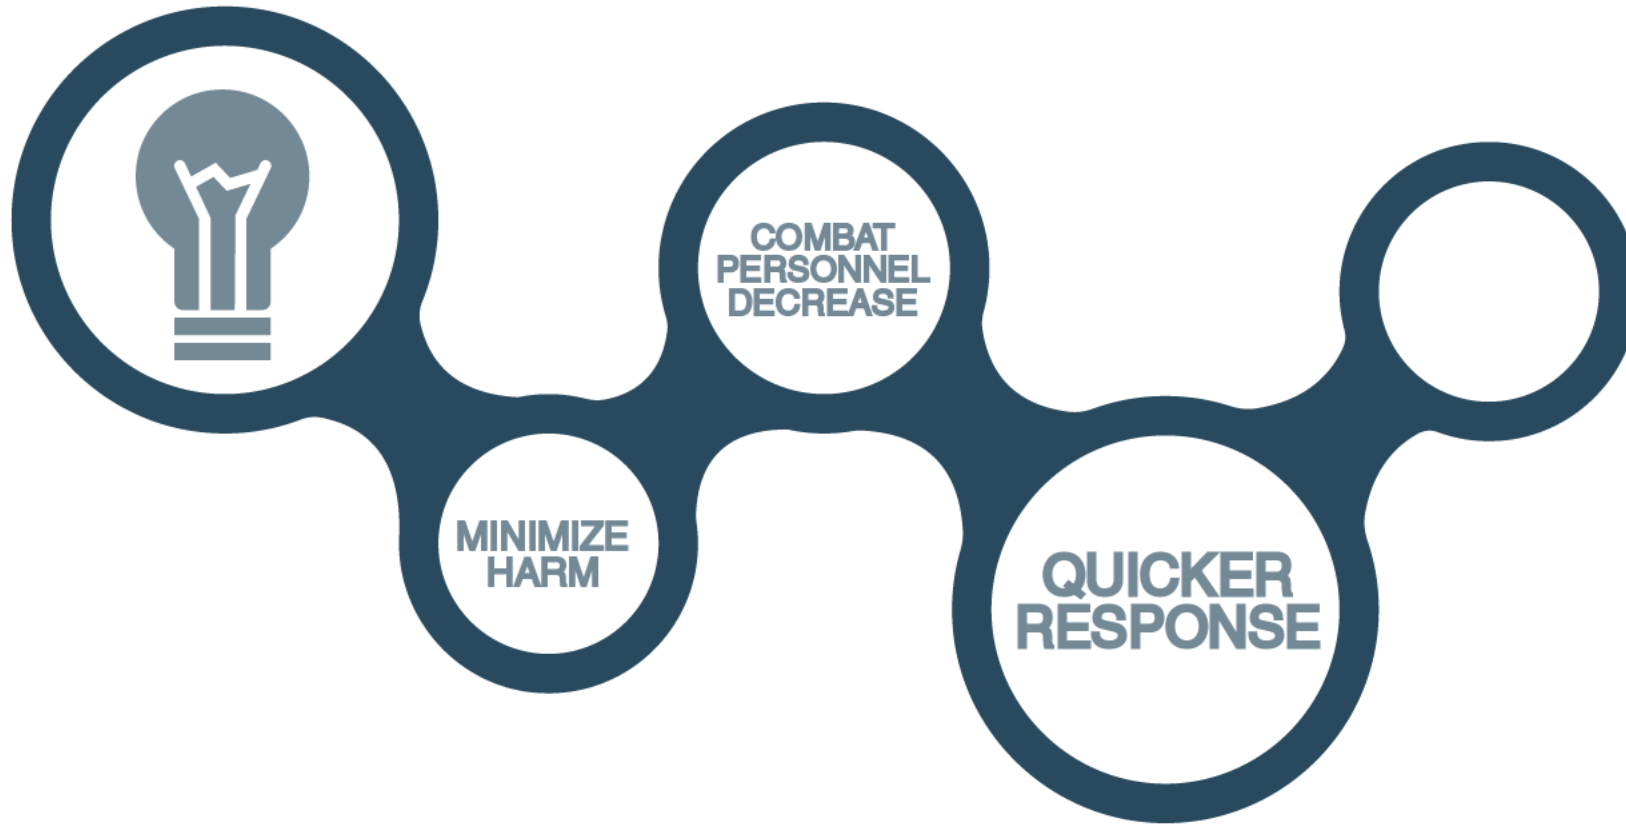 COMBAT
PERSONNEL
DECREASE
MINIMIZE
HARM
QUICKER
RESPONSE